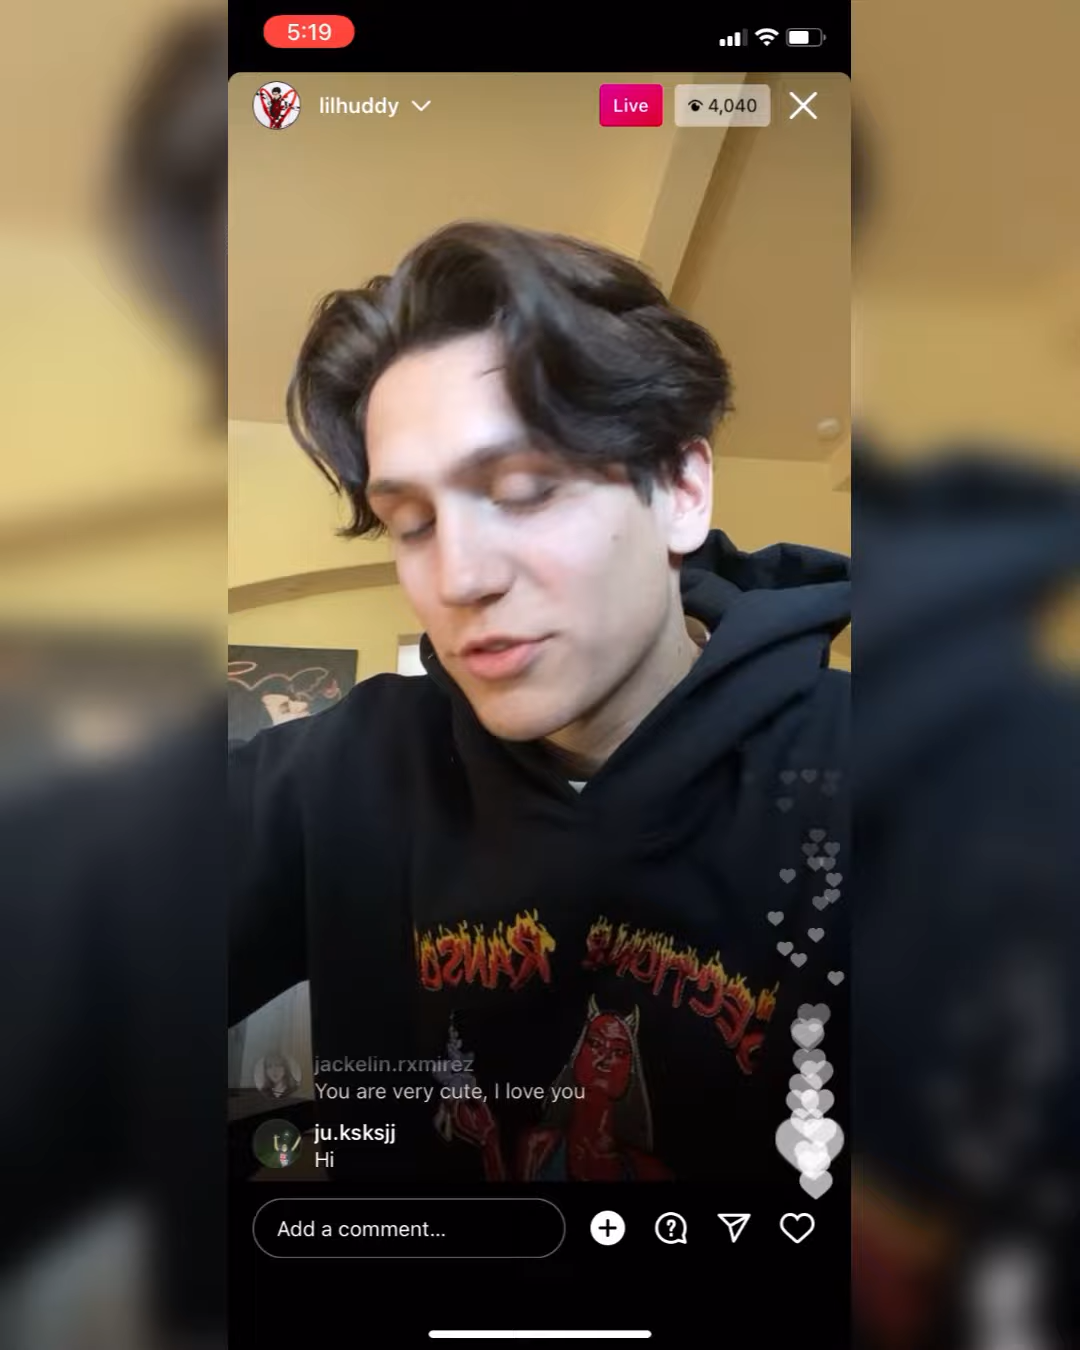 5:19
lilhuddy
Live
4,040
jackelin.rxmirez
You are very cute, I love you
ju.ksksjj
Hi
Add a comment...